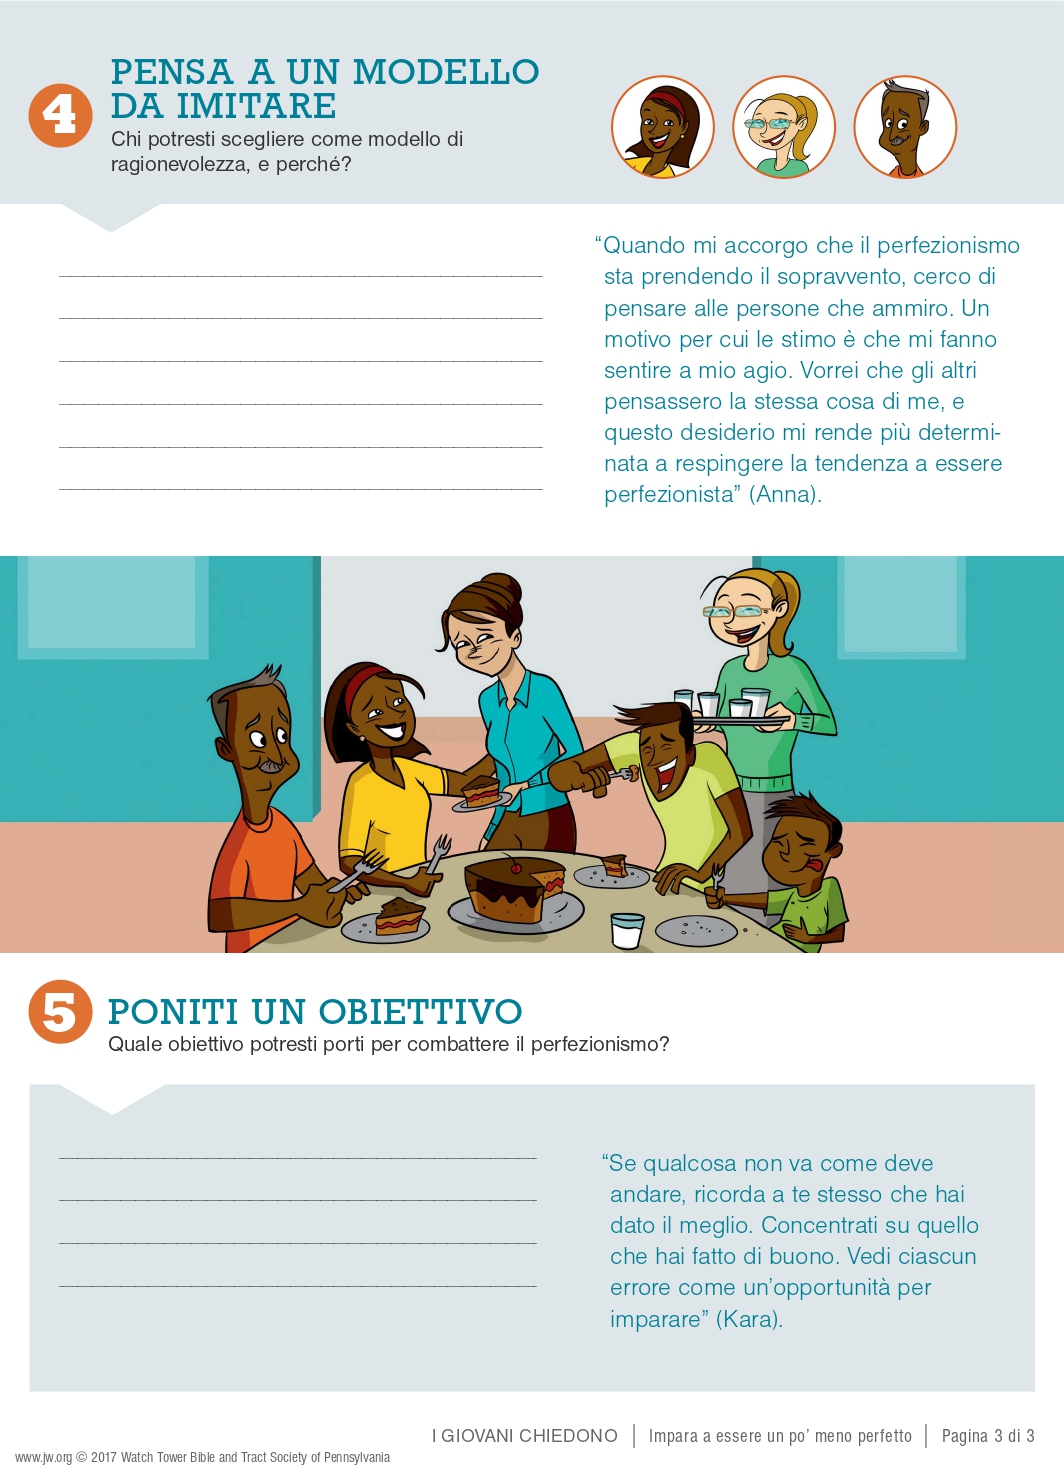 4
PENSA A UN MODELLO
DA IMITARE
Chi potresti scegliere come modello di
ragionevolezza, e perché?
“Quando mi accorgo che il perfezionismo
sta prendendo il sopravvento, cerco di
pensare alle persone che ammiro. Un
motivo per cui le stimo è che mi fanno
sentire a mio agio. Vorrei che gli altri
pensassero la stessa cosa di me, e
questo desiderio mi rende più determi-
nata a respingere la tendenza a essere
perfezionista” (Anna).
5
PONITI UN OBIETTIVO
Quale obiettivo potresti porti per combattere il perfezionismo?
“Se qualcosa non va come deve
andare, ricorda a te stesso che hai
dato il meglio. Concentrati su quello
che hai fatto di buono. Vedi ciascun
errore come un’opportunità per
imparare” (Kara).
I GIOVANI CHIEDONO | Impara a essere un po’ meno perfetto | Pagina 3 di 3
www.jw.org © 2017 Watch Tower Bible and Tract Society of Pennsylvania